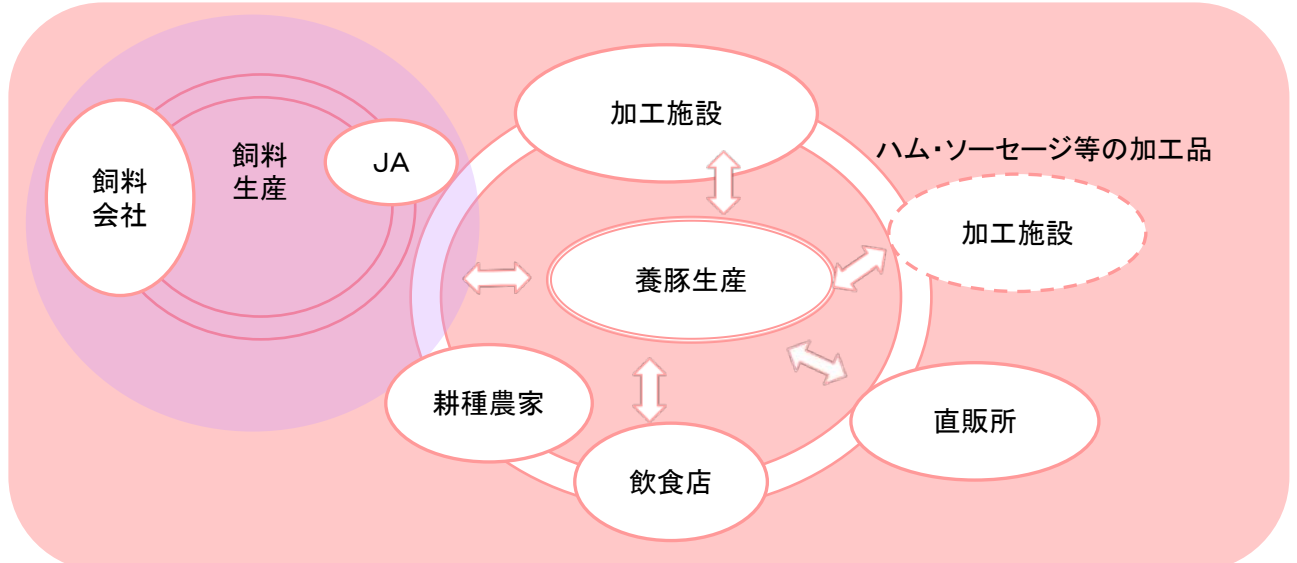 加工施設
ハム・ソーセージ等の加工品
飼料
生産
JA
飼料
会社
加工施設
養豚生産
耕種農家
直販所
飲食店